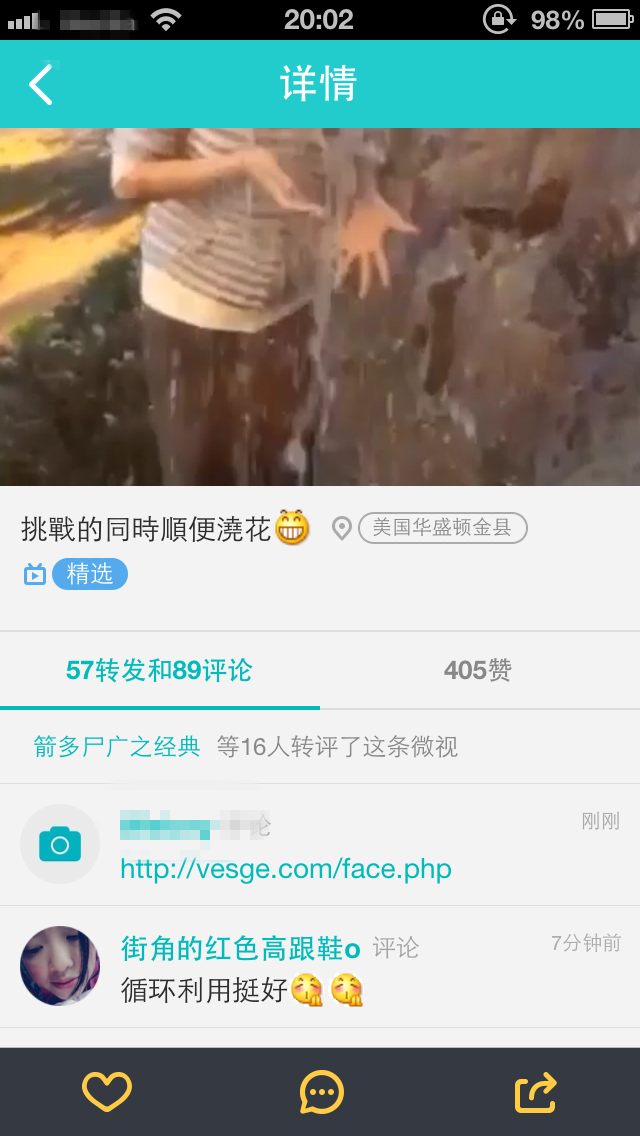 20:02
98%
详情
挑戰的同時順便澆花😁 美国华盛顿金县
精选
57转发和89评论
405赞
箭多尸广之经典 等16人转评了这条微视
刚刚
http://vesge.com/face.php
街角的红色高跟鞋o 评论
7分钟前
循环利用挺好